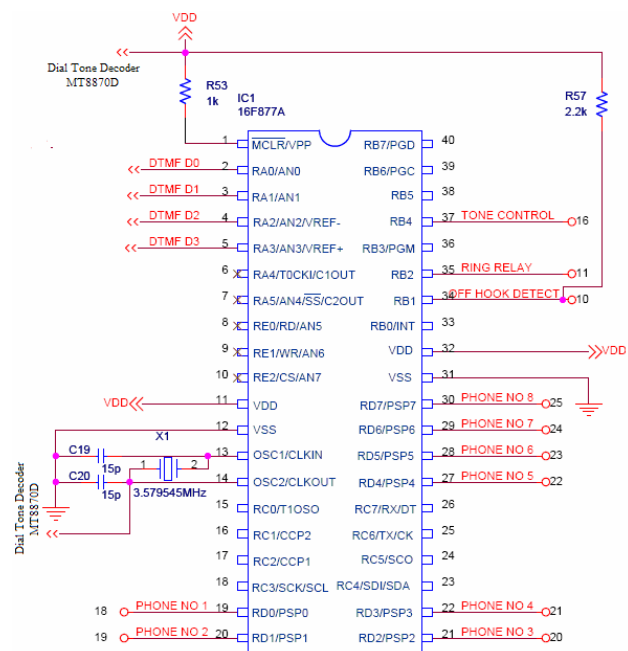 VDD
Dial Tone Decoder
MT8870D
R53
1k
IC1
16F877A
R57
2.2k
1 MCLR/VPP RB7/PGD 40
DTMF D0 2 RA0/AN0 RB6/PGC 39
DTMF D1 3 RA1/AN1 RB5 38
DTMF D2 4 RA2/AN2/VREF- RB4 37 TONE CONTROL 16
DTMF D3 5 RA3/AN3/VREF+ RB3/PGM 36
6 RA4/T0CKI/C1OUT RB2 35 RING RELAY 11
7 RA5/AN4/SS/C2OUT RB1 34 OFF HOOK DETECT 10
8 RE0/RD/AN5 RB0/INT 33
9 RE1/WR/AN6 VDD 32 VDD
10 RE2/CS/AN7 VSS 31
VDD 11 VDD RD7/PSP7 30 PHONE NO 8 25
12 VSS RD6/PSP6 29 PHONE NO 7 24
C19 15p X1 13 OSC1/CLKIN RD5/PSP5 28 PHONE NO 6 23
C20 15p 1 2 3.579545MHz 14 OSC2/CLKOUT RD4/PSP4 27 PHONE NO 5 22
Dial Tone Decoder
MT8870D
15 RC0/T1OSO RC7/RX/DT 26
16 RC1/CCP2 RC6/TX/CK 25
17 RC2/CCP1 RC5/SCO 24
18 RC3/SCK/SCL RC4/SDI/SDA 23
18 PHONE NO 1 19 RD0/PSP0 RD3/PSP3 22 PHONE NO 4 21
19 PHONE NO 2 20 RD1/PSP1 RD2/PSP2 21 PHONE NO 3 20